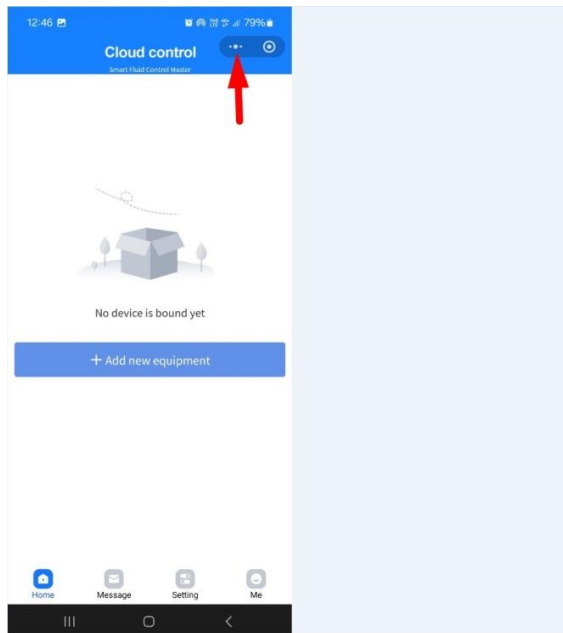 12:46
79%
Cloud control
Smart Fluid Control Master
No device is bound yet
+ Add new equipment
Home
Message
Setting
Me